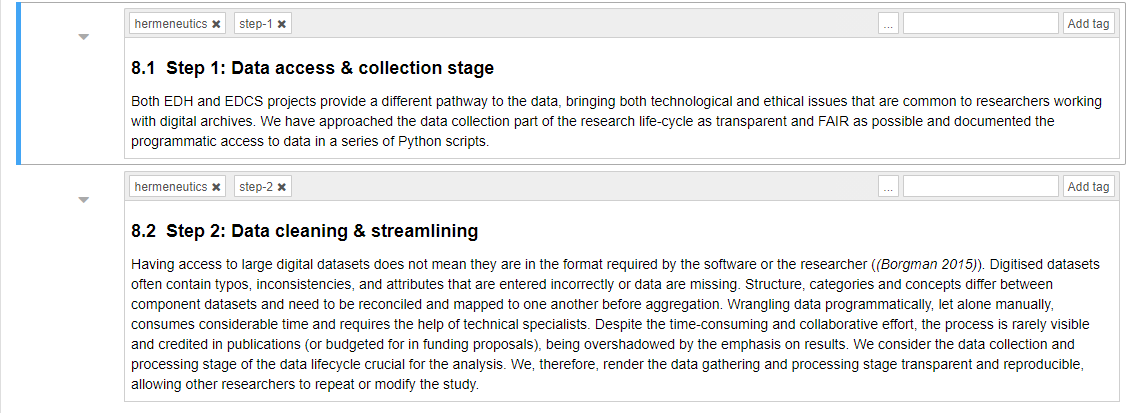 hermeneutics ✖ step-1 ✖ ... Add tag
8.1 Step 1: Data access & collection stage
Both EDH and EDCS projects provide a different pathway to the data, bringing both technological and ethical issues that are common to researchers working
with digital archives. We have approached the data collection part of the research life-cycle as transparent and FAIR as possible and documented the
programmatic access to data in a series of Python scripts.
hermeneutics ✖ step-2 ✖ ... Add tag
8.2 Step 2: Data cleaning & streamlining
Having access to large digital datasets does not mean they are in the format required by the software or the researcher ((Borgman 2015)). Digitised datasets
often contain typos, inconsistencies, and attributes that are entered incorrectly or data are missing. Structure, categories and concepts differ between
component datasets and need to be reconciled and mapped to one another before aggregation. Wrangling data programmatically, let alone manually,
consumes considerable time and requires the help of technical specialists. Despite the time-consuming and collaborative effort, the process is rarely visible
and credited in publications (or budgeted for in funding proposals), being overshadowed by the emphasis on results. We consider the data collection and
processing stage of the data lifecycle crucial for the analysis. We, therefore, render the data gathering and processing stage transparent and reproducible,
allowing other researchers to repeat or modify the study.